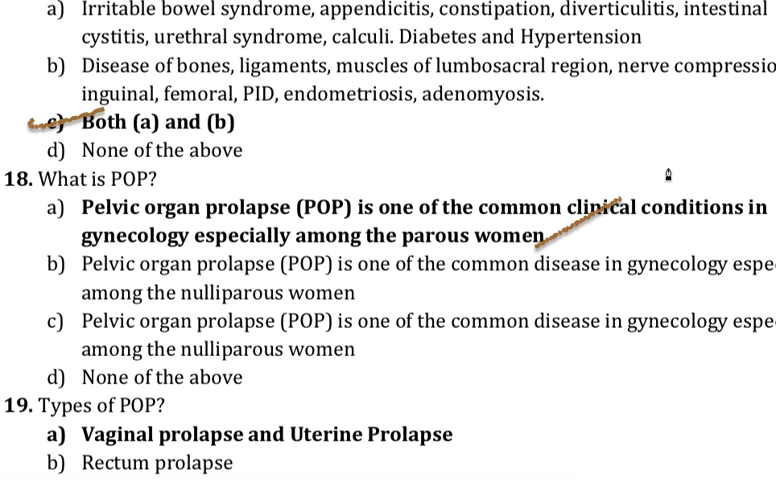 a) Irritable bowel syndrome, appendicitis, constipation, diverticulitis, intestinal
cystitis, urethral syndrome, calculi. Diabetes and Hypertension
b) Disease of bones, ligaments, muscles of lumbosacral region, nerve compressio
inguinal, femoral, PID, endometriosis, adenomyosis.
c) Both (a) and (b)
d) None of the above
18. What is POP?
a) Pelvic organ prolapse (POP) is one of the common clinical conditions in
gynecology especially among the parous women
b) Pelvic organ prolapse (POP) is one of the common disease in gynecology espe
among the nulliparous women
c) Pelvic organ prolapse (POP) is one of the common disease in gynecology espe
among the nulliparous women
d) None of the above
19. Types of POP?
a) Vaginal prolapse and Uterine Prolapse
b) Rectum prolapse